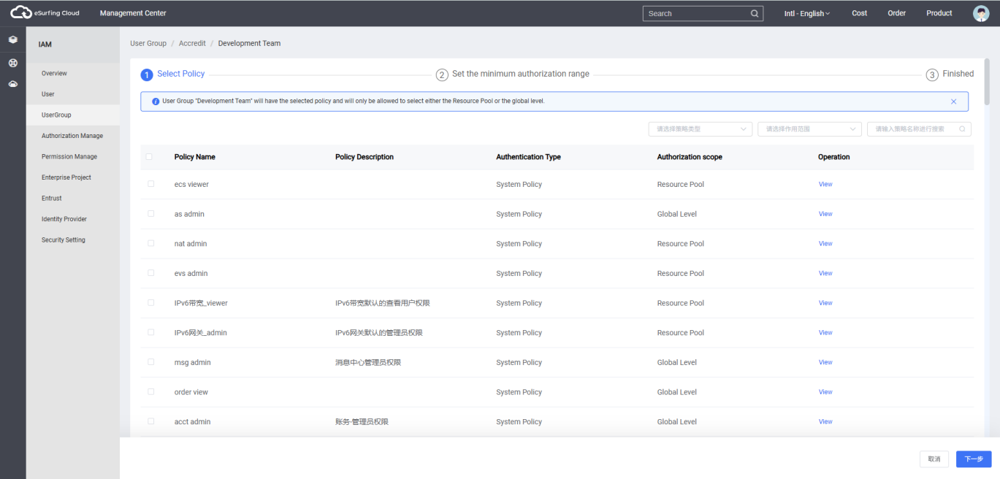 eSurfing Cloud Management Center Search Intl - English Cost Order Product
IAM
Overview
User
UserGroup
Authorization Manage
Permission Manage
Enterprise Project
Entrust
Identity Provider
Security Setting
User Group / Accredit / Development Team
1 Select Policy 2 Set the minimum authorization range 3 Finished
User Group "Development Team" will have the selected policy and will only be allowed to select either the Resource Pool or the global level.
请选择策略类型 请选择作用范围 请输入策略名称进行搜索
Policy Name Policy Description Authentication Type Authorization scope Operation
ecs viewer System Policy Resource Pool View
as admin System Policy Global Level View
nat admin System Policy Resource Pool View
evs admin System Policy Resource Pool View
IPv6带宽_viewer IPv6带宽默认的查看用户权限 System Policy Resource Pool View
IPv6网关_admin IPv6网关默认的管理员权限 System Policy Resource Pool View
msg admin 消息中心管理员权限 System Policy Global Level View
order view System Policy Global Level View
acct admin 账务-管理员权限 System Policy Global Level View
取消 下一步